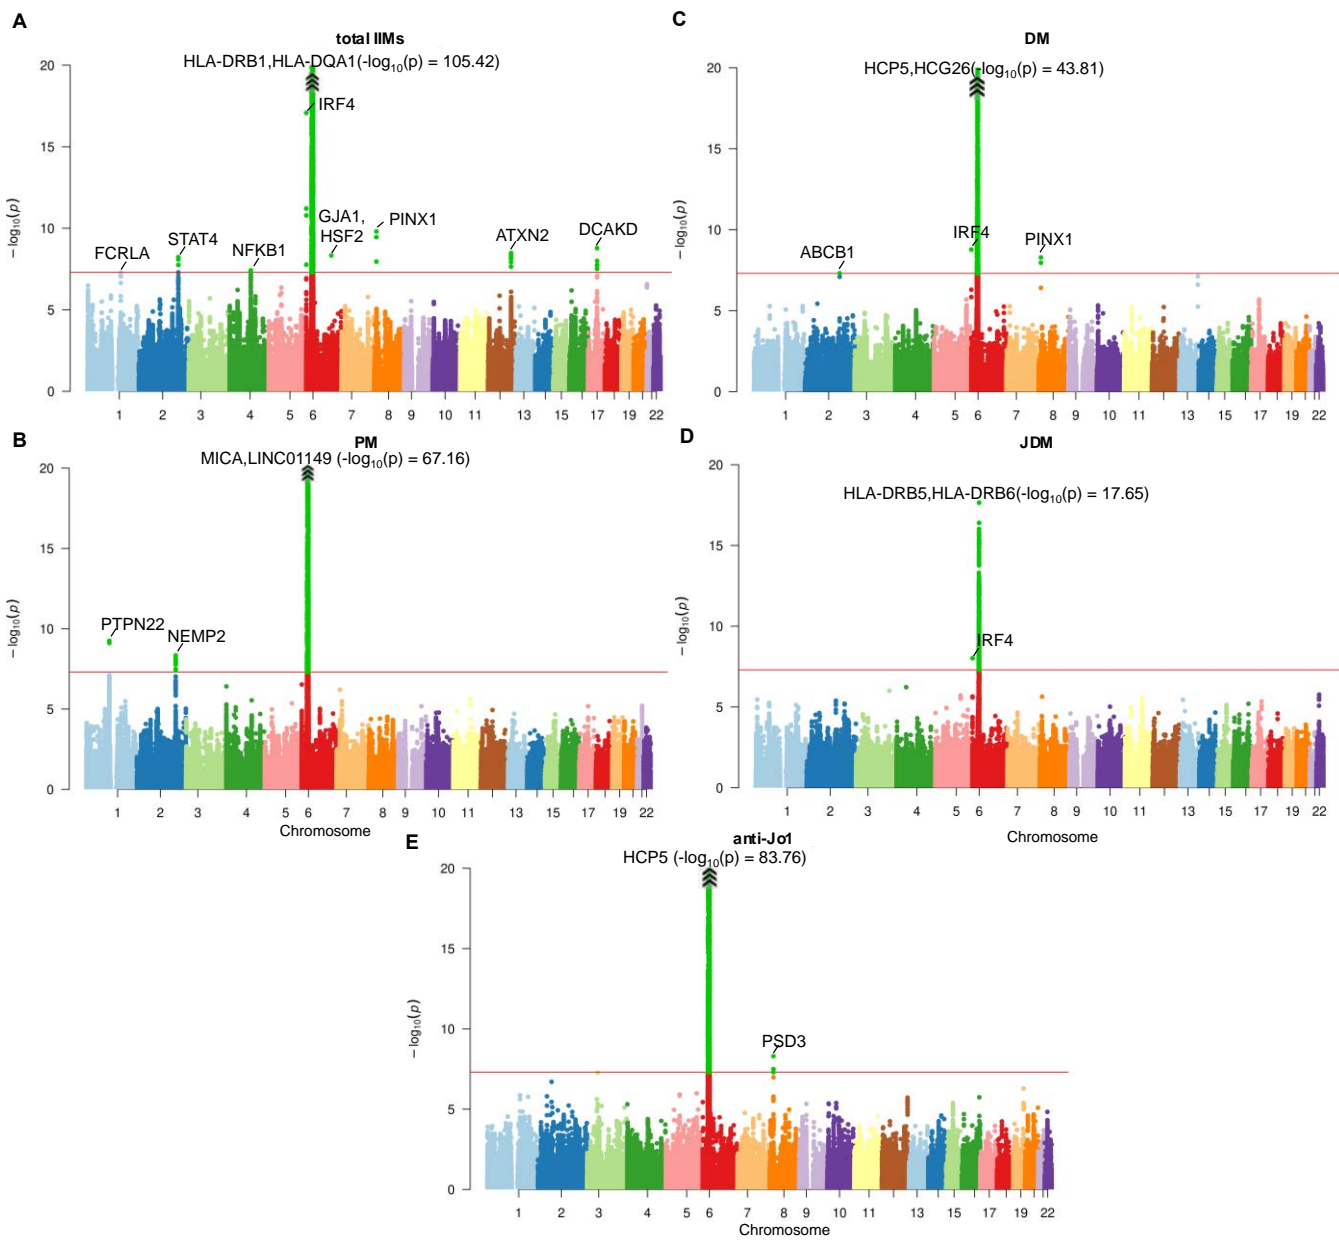 A
total IIMs
HLA-DRB1,HLA-DQA1(-log10(p) = 105.42)
20
15
10
5
0
− log10(p)
IRF4
FCRLA
STAT4
NFKB1
GJA1,
HSF2
PINX1
ATXN2
DCAKD
1 2 3 4 5 6 7 8 9 10 11 13 15 17 19 22
B
PM
MICA,LINC01149 (-log10(p) = 67.16)
20
15
10
5
0
− log10(p)
PTPN22
NEMP2
1 2 3 4 5 6 7 8 9 10 11 13 15 17 19 22
Chromosome
C
DM
HCP5,HCG26(-log10(p) = 43.81)
20
15
10
5
0
− log10(p)
IRF4
ABCB1
PINX1
1 2 3 4 5 6 7 8 9 10 11 13 15 17 19 22
D
JDM
HLA-DRB5,HLA-DRB6(-log10(p) = 17.65)
20
15
10
5
0
− log10(p)
IRF4
1 2 3 4 5 6 7 8 9 10 11 13 15 17 19 22
Chromosome
E
anti-Jo1
HCP5 (-log10(p) = 83.76)
20
15
10
5
0
− log10(p)
PSD3
1 2 3 4 5 6 7 8 9 10 11 13 15 17 19 22
Chromosome